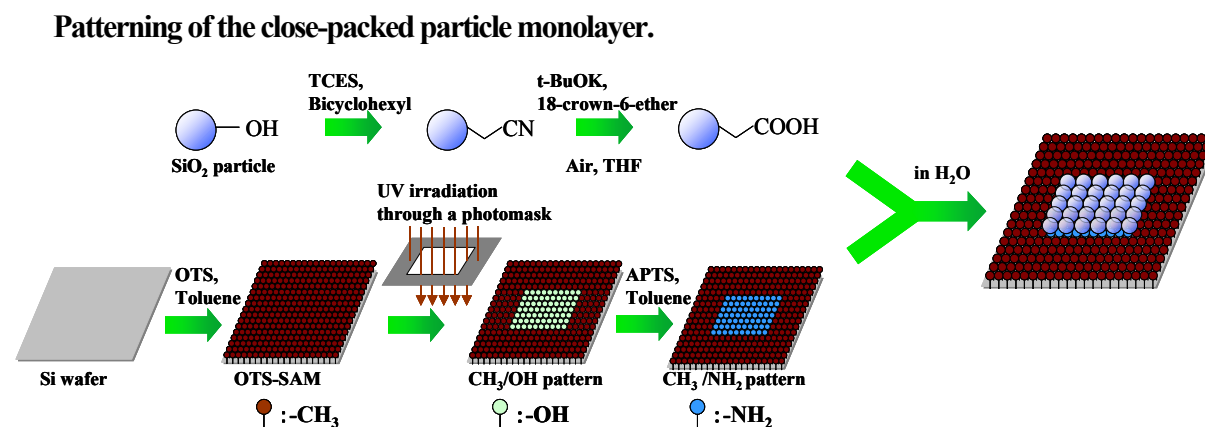 Patterning of the close-packed particle monolayer.
TCES,
Bicyclohexyl
t-BuOK,
18-crown-6-ether
OH
CN
COOH
SiO₂ particle
Air, THF
in H₂O
UV irradiation
through a photomask
OTS,
Toluene
APTS,
Toluene
Si wafer
OTS-SAM
CH₃/OH pattern
CH₃ /NH₂ pattern
:-CH₃
:-OH
:-NH₂